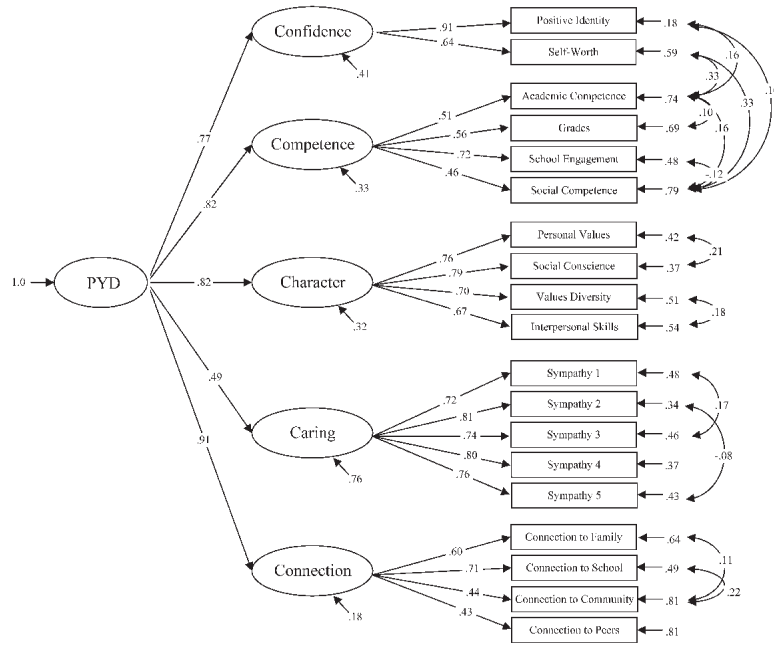 Confidence
.91
.64
Positive Identity
.18
Self-Worth
.59
.41
.16
.33
.33
.77
Academic Competence
.74
.51
.10
Competence
.56
Grades
.69
.16
.72
School Engagement
.48
.46
-.12
.33
Social Competence
.79
.82
Personal Values
.42
.76
.21
Social Conscience
.37
.79
1.0
PYD
.82
Character
.70
Values Diversity
.51
.67
.18
.32
Interpersonal Skills
.54
.49
Sympathy 1
.48
.72
.17
Sympathy 2
.34
.81
.91
Caring
.74
Sympathy 3
.46
.80
-.08
Sympathy 4
.37
.76
.76
Sympathy 5
.43
Connection to Family
.64
.60
.11
Connection
.71
Connection to School
.49
.44
.22
Connection to Community
.81
.43
.18
Connection to Peers
.81